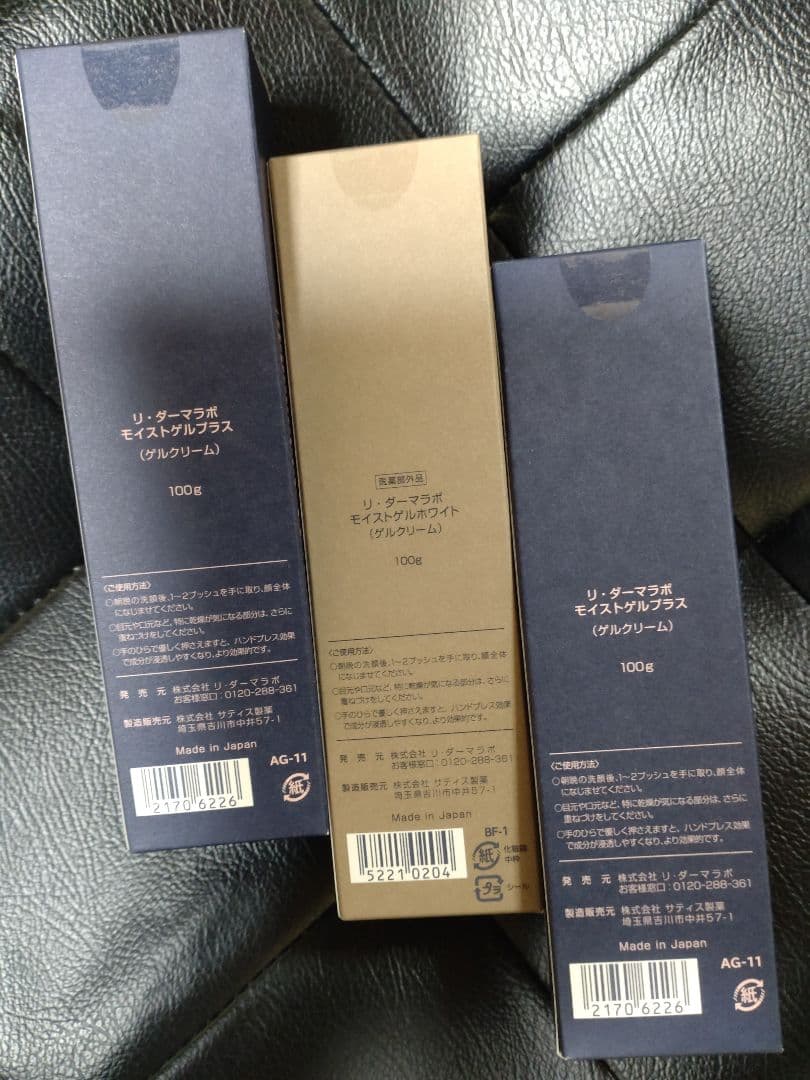 リ・ダーマラボ
モイストゲルプラス
（ゲルクリーム）
100g
〈ご使用方法〉
○朝晩の洗顔後、1〜2プッシュを手に取り、顔全体
になじませてください。
○目元や口元など、特に乾燥が気になる部分は、さらに
重ねづけをしてください。
○手のひらで優しく押さえますと、ハンドプレス効果
で成分が浸透しやすくなり、より効果的です。
発売元 株式会社 リ・ダーマラボ
お客様窓口:0120-288-361
製造販売元 株式会社 サティス製薬
埼玉県吉川市中井57-1
Made in Japan
AG-11
紙
2170 6226
医薬部外品
リ・ダーマラボ
モイストゲルホワイト
（ゲルクリーム）
100g
〈ご使用方法〉
○朝晩の洗顔後、1〜2プッシュを手に取り、顔全体
になじませてください。
○目元や口元など、特に乾燥が気になる部分は、さらに
重ねづけをしてください。
○手のひらで優しく押さえますと、ハンドプレス効果
で成分が浸透しやすくなり、より効果的です。
発売元 株式会社 リ・ダーマラボ
お客様窓口:0120-288-361
製造販売元 株式会社 サティス製薬
埼玉県吉川市中井57-1
Made in Japan
BF-1
紙 化粧箱
中枠
プラ シール
5221 0204
リ・ダーマラボ
モイストゲルプラス
（ゲルクリーム）
100g
〈ご使用方法〉
○朝晩の洗顔後、1〜2プッシュを手に取り、顔全体
になじませてください。
○目元や口元など、特に乾燥が気になる部分は、さらに
重ねづけをしてください。
○手のひらで優しく押さえますと、ハンドプレス効果
で成分が浸透しやすくなり、より効果的です。
発売元 株式会社 リ・ダーマラボ
お客様窓口:0120-288-361
製造販売元 株式会社 サティス製薬
埼玉県吉川市中井57-1
Made in Japan
AG-11
紙
2170 6226